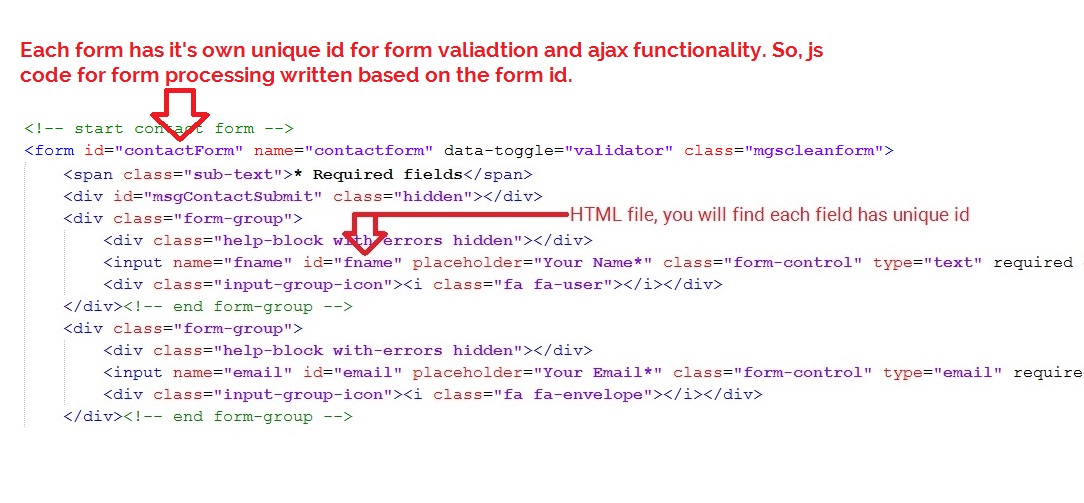 Each form has it's own unique id for form valiadtion and ajax functionality. So, js
code for form processing written based on the form id.
<!-- start contact form -->
<form id="contactForm" name="contactform" data-toggle="validator" class="mgscleanform">
<span class="sub-text">* Required fields</span>
<div id="msgContactSubmit" class="hidden"></div>
<div class="form-group">
HTML file, you will find each field has unique id
<div class="help-block with-errors hidden"></div>
<input name="fname" id="fname" placeholder="Your Name*" class="form-control" type="text" required
<div class="input-group-icon"><i class="fa fa-user"></i></div>
</div><!-- end form-group -->
<div class="form-group">
<div class="help-block with-errors hidden"></div>
<input name="email" id="email" placeholder="Your Email*" class="form-control" type="email" require
<div class="input-group-icon"><i class="fa fa-envelope"></i></div>
</div><!-- end form-group -->